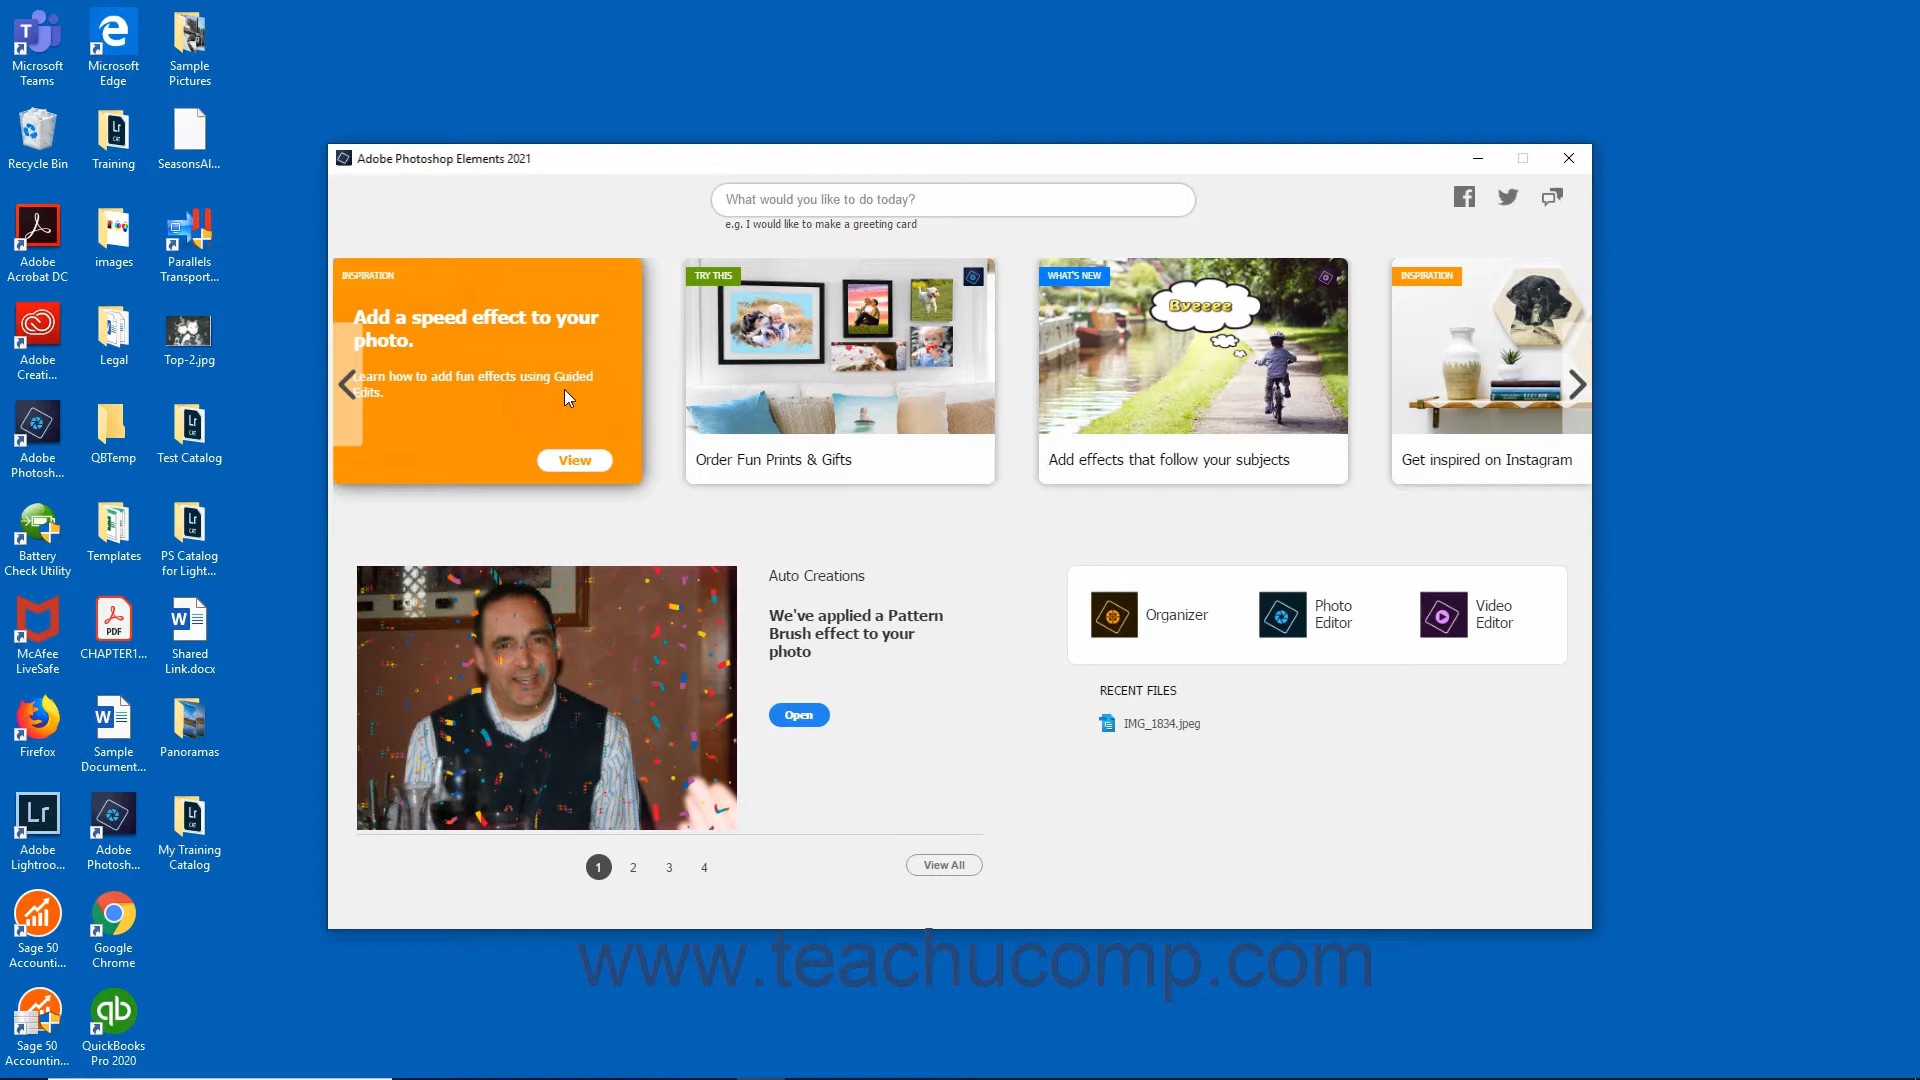 Microsoft
Teams
Microsoft
Edge
Sample
Pictures
Recycle Bin
Training
SeasonsAl...
Adobe
Acrobat DC
images
Parallels
Transport...
Adobe
Creati...
Legal
Top-2.jpg
Adobe
Photosh...
QBTemp
Test Catalog
Battery
Check Utility
Templates
PS Catalog
for Light...
McAfee
LiveSafe
CHAPTER1...
Shared
Link.docx
Firefox
Sample
Document...
Panoramas
Adobe
Lightroo...
Adobe
Photosh...
My Training
Catalog
Sage 50
Accounti...
Google
Chrome
Sage 50
Accountin...
QuickBooks
Pro 2020
Adobe Photoshop Elements 2021
What would you like to do today?
e.g. I would like to make a greeting card
INSPIRATION
Add a speed effect to your
photo.
Learn how to add fun effects using Guided
Edits.
View
TRY THIS
Order Fun Prints & Gifts
WHAT'S NEW
Byeeee
Add effects that follow your subjects
INSPIRATION
Get inspired on Instagram
Auto Creations
We've applied a Pattern
Brush effect to your
photo
Open
1 2 3 4
View All
Organizer
Photo
Editor
Video
Editor
RECENT FILES
IMG_1834.jpeg
www.teachucomp.com